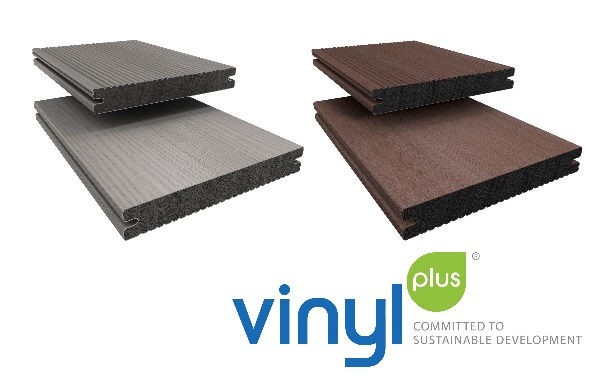 plus ®
vinyl
COMMITTED TO
SUSTAINABLE DEVELOPMENT